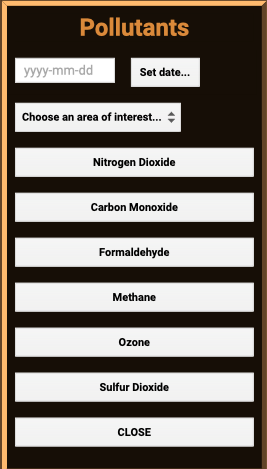 Pollutants
yyyy-mm-dd Set date...
Choose an area of interest...
Nitrogen Dioxide
Carbon Monoxide
Formaldehyde
Methane
Ozone
Sulfur Dioxide
CLOSE